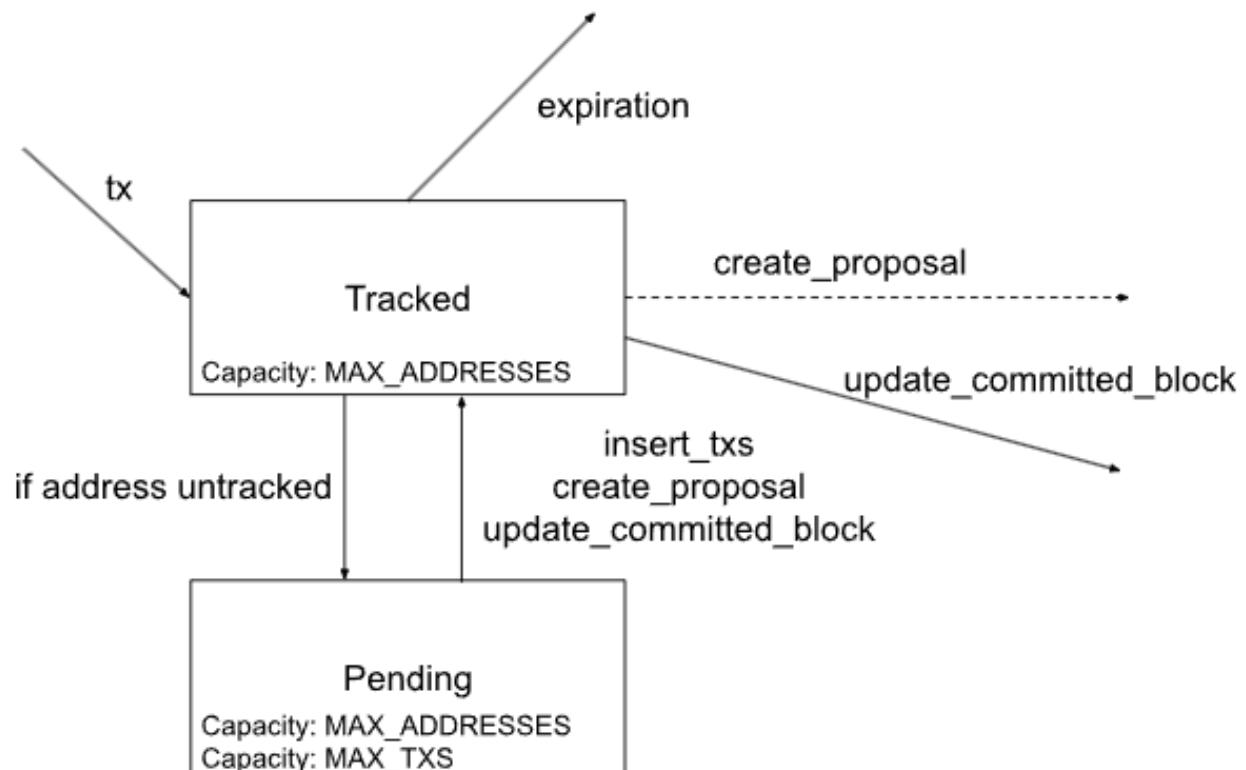 expiration
tx
create_proposal
Tracked
Capacity: MAX_ADDRESSES
update_committed_block
if address untracked
insert_txs
create_proposal
update_committed_block
Pending
Capacity: MAX_ADDRESSES
Capacity: MAX_TXS